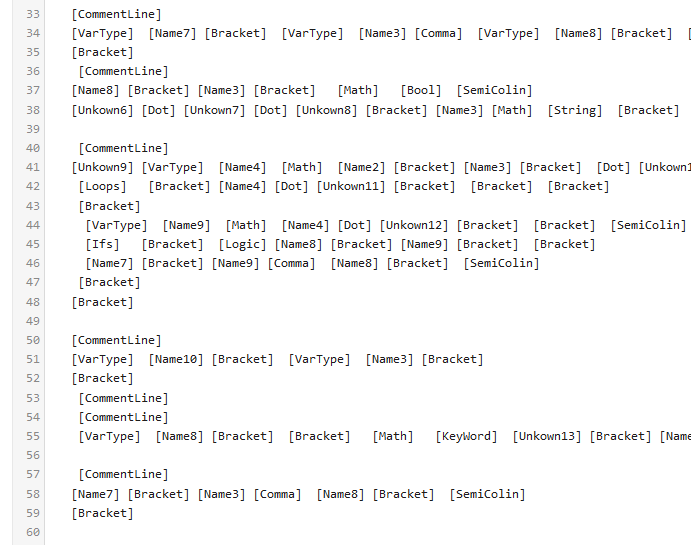 33 [CommentLine]
34 [VarType] [Name7] [Bracket] [VarType] [Name3] [Comma] [VarType] [Name8] [Bracket] [
35 [Bracket]
36 [CommentLine]
37 [Name8] [Bracket] [Name3] [Bracket] [Math] [Bool] [SemiColin]
38 [Unkown6] [Dot] [Unkown7] [Dot] [Unkown8] [Bracket] [Name3] [Math] [String] [Bracket]
39
40 [CommentLine]
41 [Unkown9] [VarType] [Name4] [Math] [Name2] [Bracket] [Name3] [Bracket] [Dot] [Unkown1
42 [Loops] [Bracket] [Name4] [Dot] [Unkown11] [Bracket] [Bracket] [Bracket]
43 [Bracket]
44 [VarType] [Name9] [Math] [Name4] [Dot] [Unkown12] [Bracket] [Bracket] [SemiColin]
45 [Ifs] [Bracket] [Logic] [Name8] [Bracket] [Name9] [Bracket] [Bracket]
46 [Name7] [Bracket] [Name9] [Comma] [Name8] [Bracket] [SemiColin]
47 [Bracket]
48 [Bracket]
49
50 [CommentLine]
51 [VarType] [Name10] [Bracket] [VarType] [Name3] [Bracket]
52 [Bracket]
53 [CommentLine]
54 [CommentLine]
55 [VarType] [Name8] [Bracket] [Bracket] [Math] [KeyWord] [Unkown13] [Bracket] [Name
56
57 [CommentLine]
58 [Name7] [Bracket] [Name3] [Comma] [Name8] [Bracket] [SemiColin]
59 [Bracket]
60